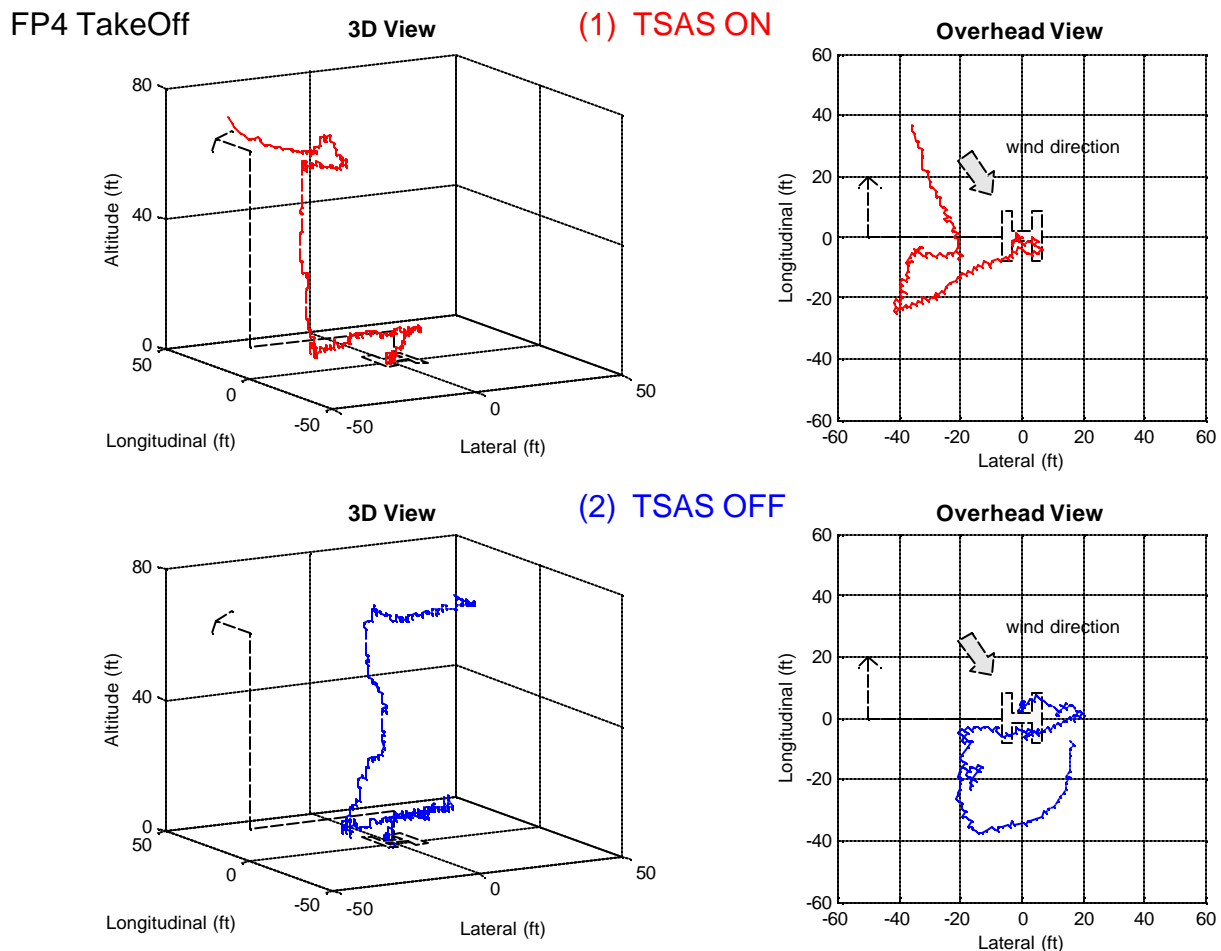 FP4 TakeOff
(1) TSAS ON
3D View
80
40
0
Altitude (ft)
50
0
-50
Longitudinal (ft)
-50
0
50
Lateral (ft)
Overhead View
60
40
20
0
-20
-40
-60
Longitudinal (ft)
wind direction
-60
-40
-20
0
20
40
60
Lateral (ft)
(2) TSAS OFF
3D View
80
40
0
Altitude (ft)
50
0
-50
Longitudinal (ft)
-50
0
50
Lateral (ft)
Overhead View
60
40
20
0
-20
-40
-60
Longitudinal (ft)
wind direction
H
-60
-40
-20
0
20
40
60
Lateral (ft)